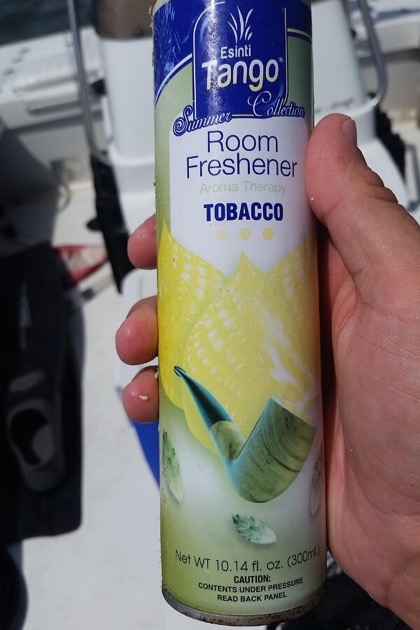 Esinti
Tango
Summer Collection
Room
Freshener
Aroma Therapy
TOBACCO
Net WT 10.14 fl. oz. (300ml.)
CAUTION:
CONTENTS UNDER PRESSURE
READ BACK PANEL